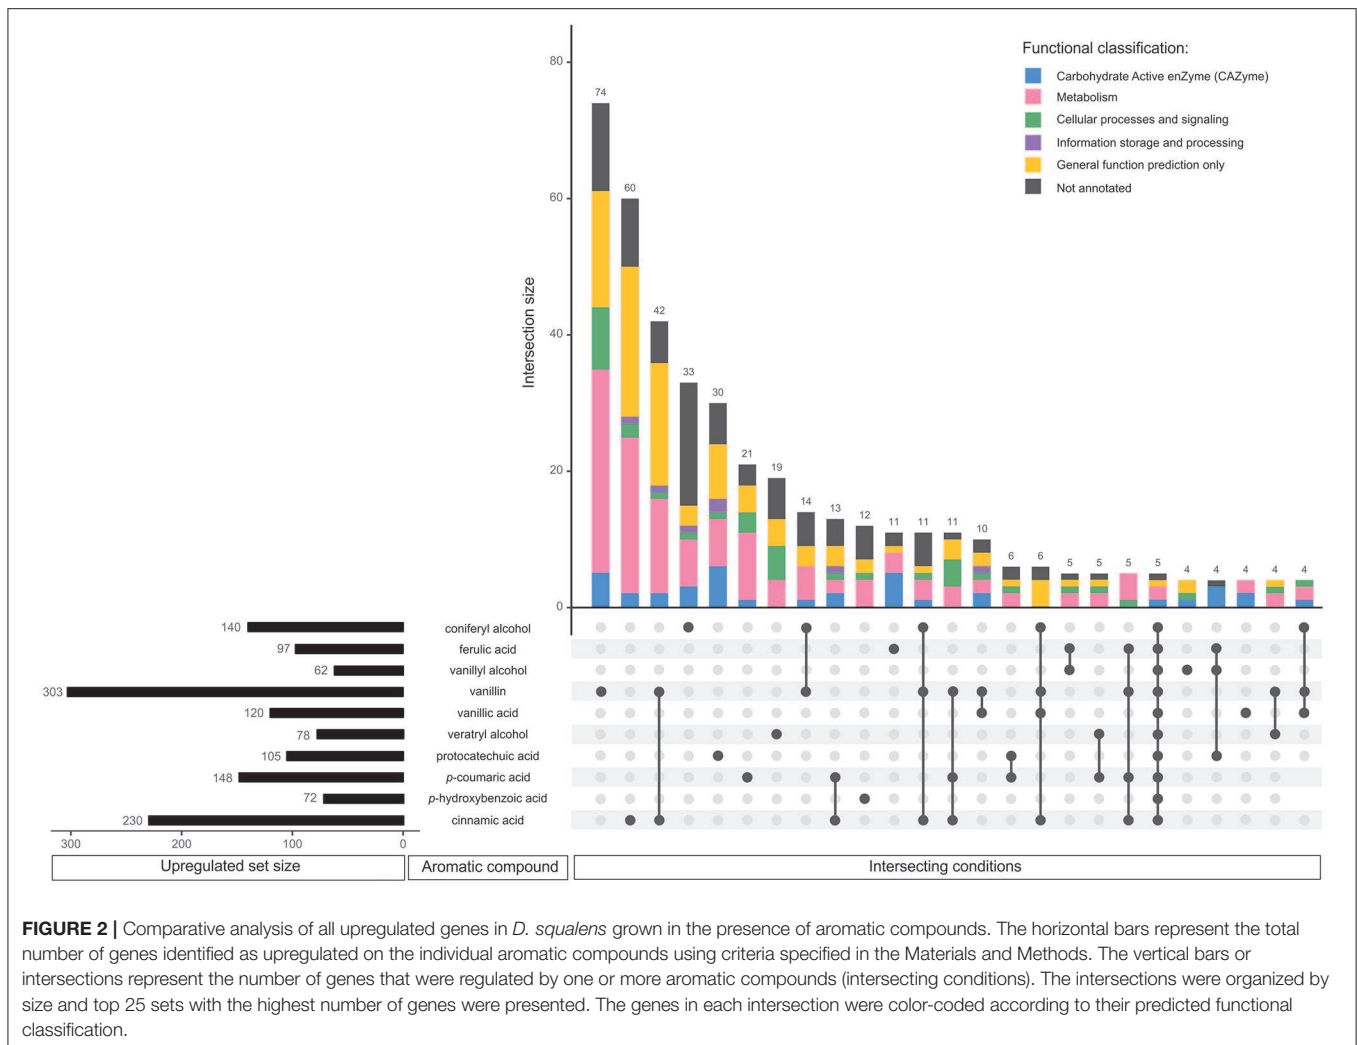 Functional classification:
Carbohydrate Active enZyme (CAZyme)
Metabolism
Cellular processes and signaling
Information storage and processing
General function prediction only
Not annotated
Intersection size
80
60
40
20
0
74
60
42
33
30
21
19
14
13
12
11
11
11
10
6
6
5
5
5
5
4
4
4
4
4
140 coniferyl alcohol
97 ferulic acid
62 vanillyl alcohol
303 vanillin
120 vanillic acid
78 veratryl alcohol
105 protocatechuic acid
148 p-coumaric acid
72 p-hydroxybenzoic acid
230 cinnamic acid
300 200 100 0
Upregulated set size Aromatic compound Intersecting conditions
FIGURE 2 | Comparative analysis of all upregulated genes in D. squalens grown in the presence of aromatic compounds. The horizontal bars represent the total
number of genes identified as upregulated on the individual aromatic compounds using criteria specified in the Materials and Methods. The vertical bars or
intersections represent the number of genes that were regulated by one or more aromatic compounds (intersecting conditions). The intersections were organized by
size and top 25 sets with the highest number of genes were presented. The genes in each intersection were color-coded according to their predicted functional
classification.